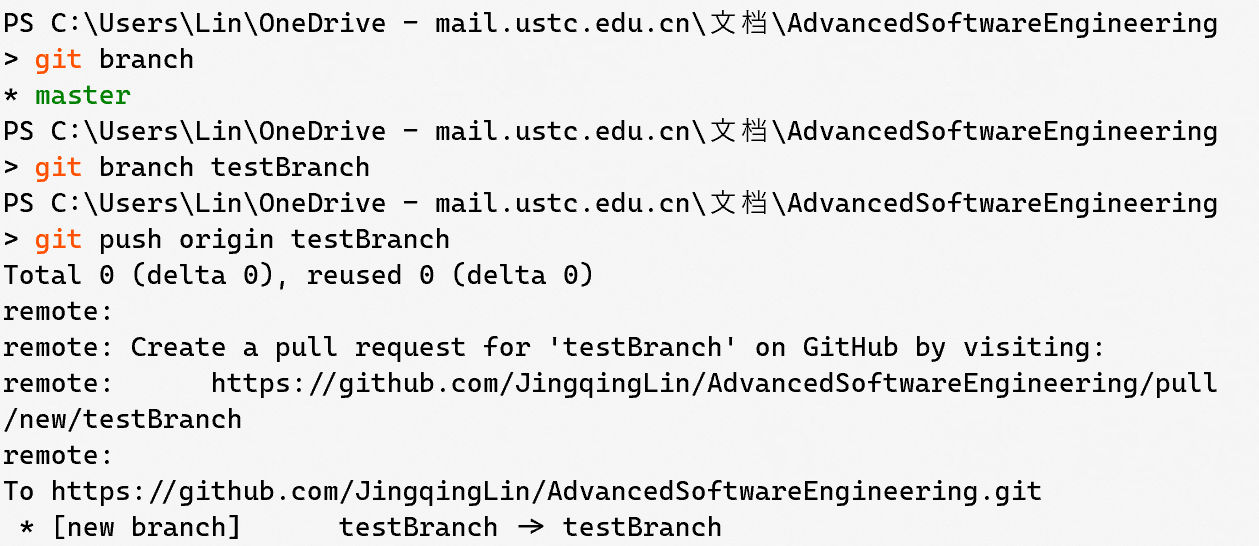 PS C:\Users\Lin\OneDrive - mail.ustc.edu.cn\文档\AdvancedSoftwareEngineering
> git branch
* master
PS C:\Users\Lin\OneDrive - mail.ustc.edu.cn\文档\AdvancedSoftwareEngineering
> git branch testBranch
PS C:\Users\Lin\OneDrive - mail.ustc.edu.cn\文档\AdvancedSoftwareEngineering
> git push origin testBranch
Total 0 (delta 0), reused 0 (delta 0)
remote:
remote: Create a pull request for 'testBranch' on GitHub by visiting:
remote:      https://github.com/JingqingLin/AdvancedSoftwareEngineering/pull
/new/testBranch
remote:
To https://github.com/JingqingLin/AdvancedSoftwareEngineering.git
 * [new branch]      testBranch -> testBranch